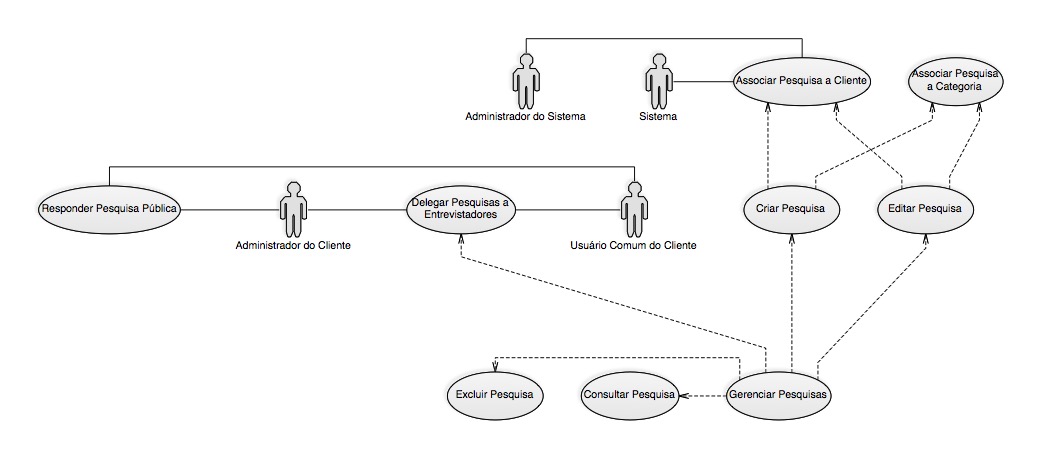 Associar Pesquisa a Cliente
Associar Pesquisa
a Categoria
Administrador do Sistema
Sistema
Responder Pesquisa Pública
Delegar Pesquisas a
Entrevistadores
Criar Pesquisa
Editar Pesquisa
Administrador do Cliente
Usuário Comum do Cliente
Excluir Pesquisa
Consultar Pesquisa
Gerenciar Pesquisas